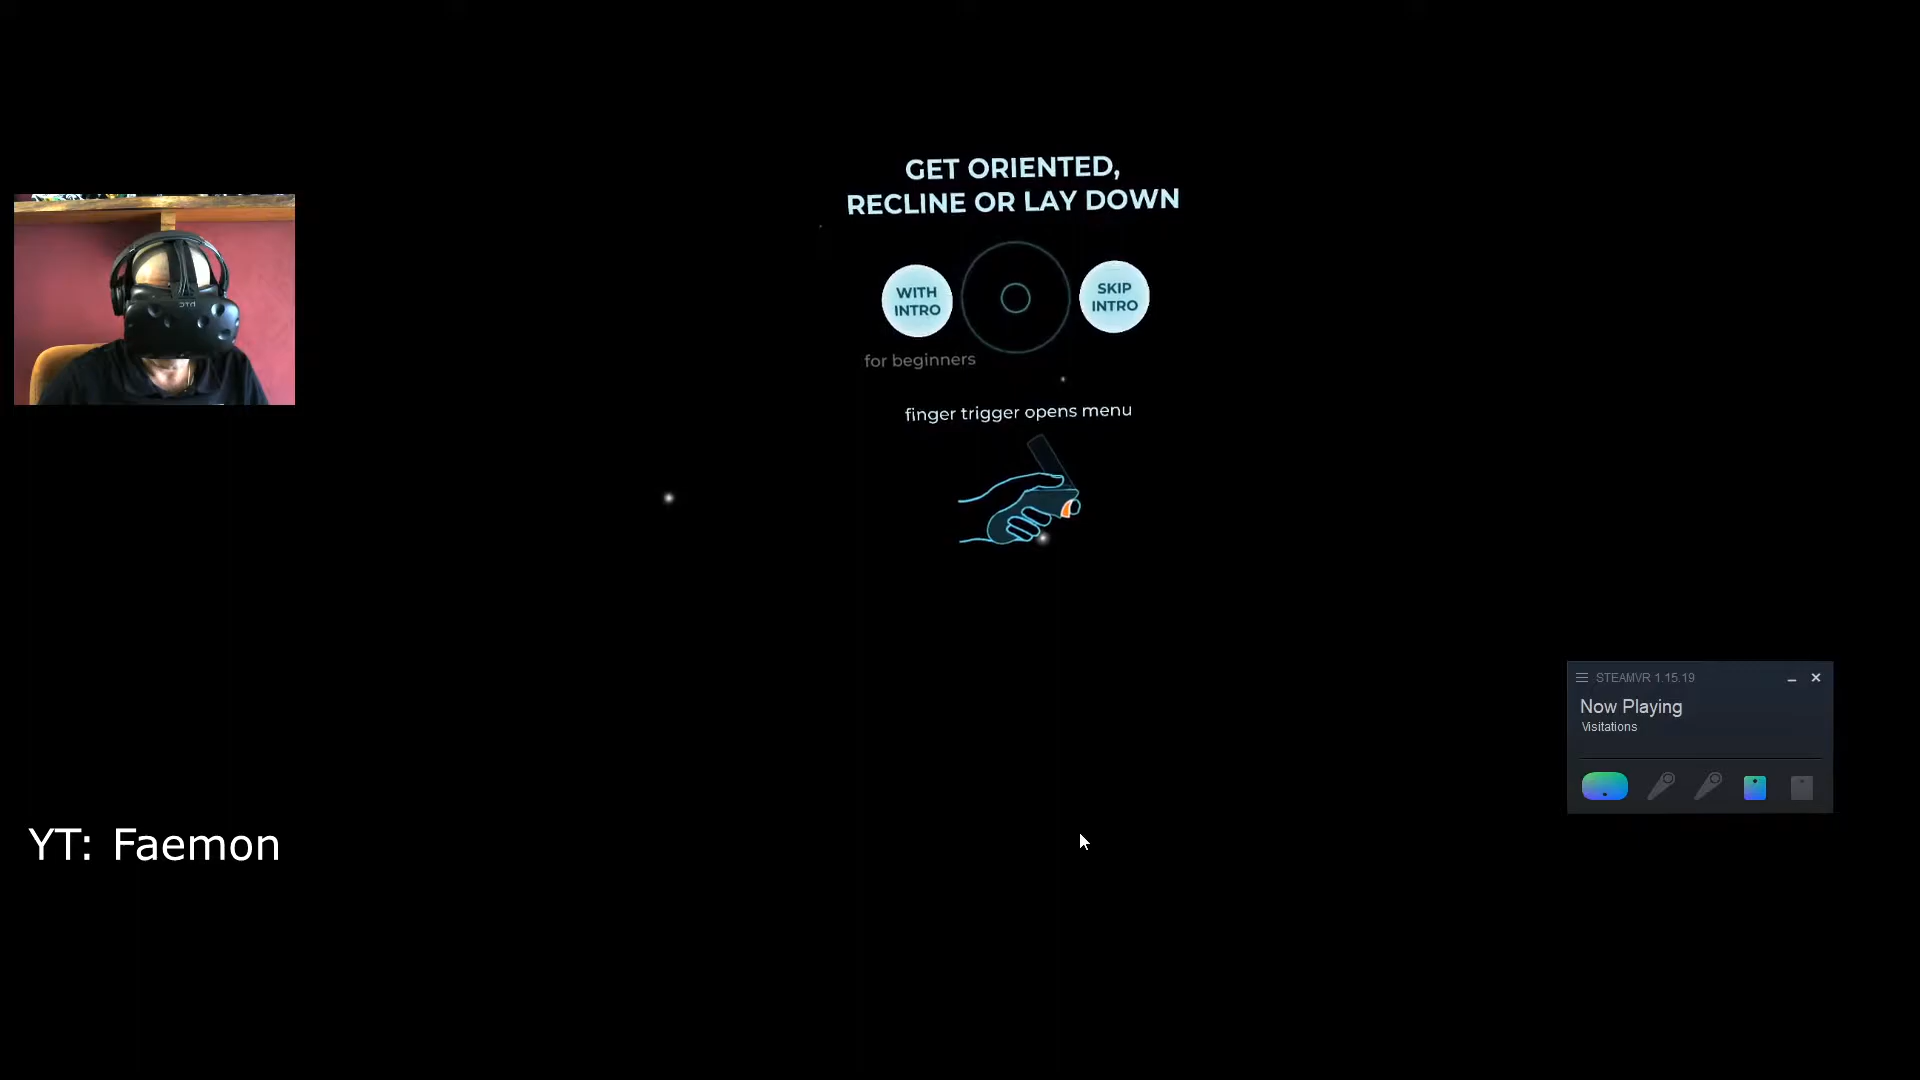 GET ORIENTED,
RECLINE OR LAY DOWN
WITH
INTRO
SKIP
INTRO
for beginners
finger trigger opens menu
STEAMVR 1.15.19
Now Playing
Visitations
YT: Faemon